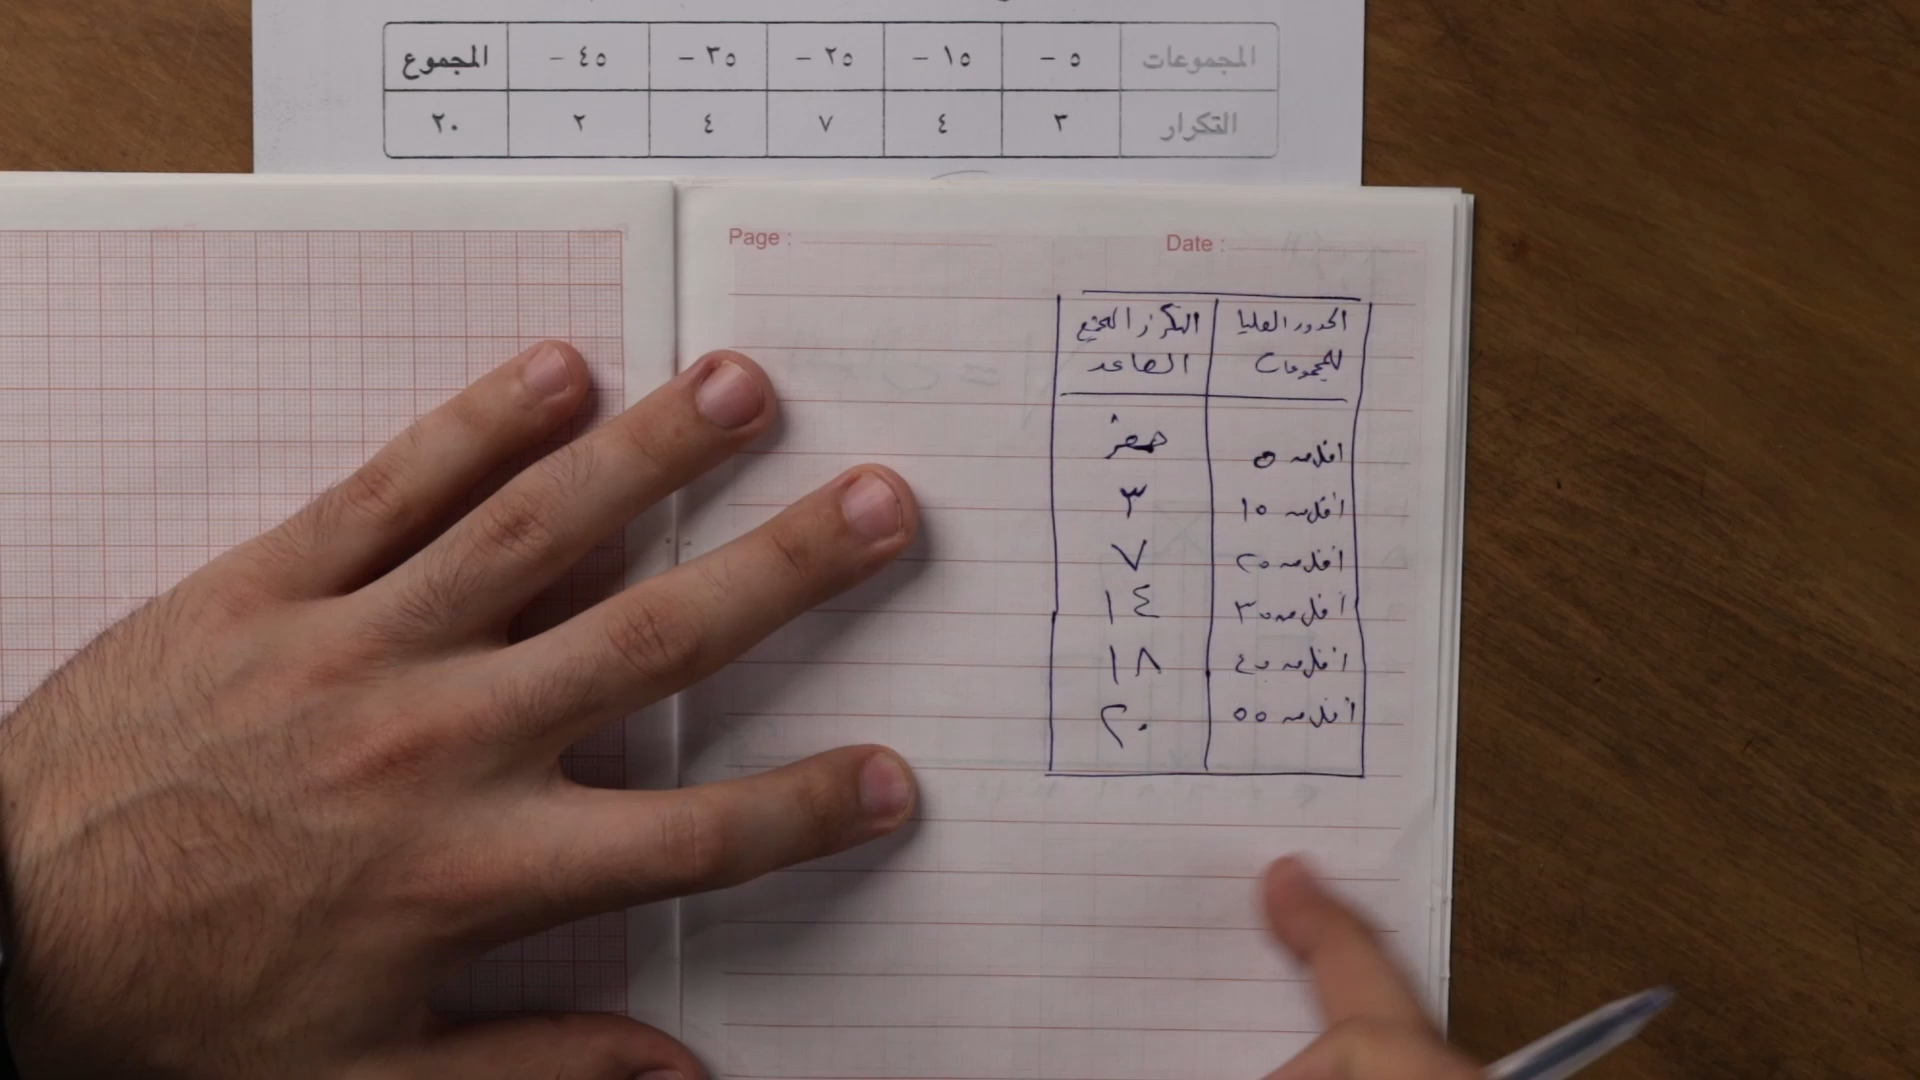 المجموعات ٥ – ١٥ – ٢٥ – ٣٥ – ٤٥ – المجموع
التكرار ٣ ٤ ٧ ٤ ٢ ٢٠
Page :
Date :
الحدود العليا التكرار المتجمع
للمجموعات الصاعد
أقل من ٥ صفر
أقل من ١٥ ٣
أقل من ٢٥ ٧
أقل من ٣٥ ١٤
أقل من ٤٥ ١٨
أقل من ٥٥ ٢٠